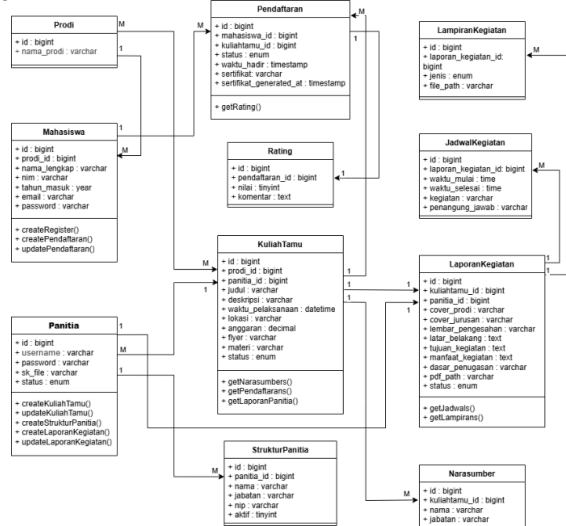 Pendaftaran
+ id : bigint
+ mahasiswa_id : bigint
+ kuliahtamu_id : bigint
+ status : enum
+ waktu_hadir : timestamp
+ sertifikat: varchar
+ sertifikat_generated_at : timestamp
+ getRating()
Prodi
+ id : bigint
+ nama_prodi : varchar
LampiranKegiatan
+ id : bigint
+ laporan_kegiatan_id:
bigint
+ jenis : enum
+ file_path : varchar
Mahasiswa
+ id : bigint
+ prodi_id : bigint
+ nama_lengkap : varchar
+ nim : varchar
+ tahun_masuk : year
+ email : varchar
+ password : varchar
+ createRegister()
+ createPendaftaran()
+ updatePendaftaran()
Rating
+ id : bigint
+ pendaftaran_id : bigint
+ nilai : tinyint
+ komentar : text
JadwalKegiatan
+ id : bigint
+ laporan_kegiatan_id: bigint
+ waktu_mulai : time
+ waktu_selesai : time
+ kegiatan : varchar
+ penangung_jawab : varchar
KuliahTamu
+ id : bigint
+ prodi_id : bigint
+ panitia_id : bigint
+ judul : varchar
+ deskripsi : varchar
+ waktu_pelaksanaan : datetime
+ lokasi : varchar
+ anggaran : decimal
+ flyer : varchar
+ materi : varchar
+ status : enum
+ getNarasumbers()
+ getPendaftarans()
+ getLaporanPanitia()
LaporanKegiatan
+ id : bigint
+ kuliahtamu_id : bigint
+ panitia_id : bigint
+ cover_prodi : varchar
+ cover_jurusan : varchar
+ lembar_pengesahan : varchar
+ latar_belakang : text
+ tujuan_kegiatan : text
+ manfaat_kegiatan : text
+ dasar_penugasan : varchar
+ pdf_path : varchar
+ status : enum
+ getJadwals()
+ getLampirans()
Panitia
+ id : bigint
+ username : varchar
+ password : varchar
+ sk_file : varchar
+ status : enum
+ createKuliahTamu()
+ updateKuliahTamu()
+ createStrukturPanitia()
+ createLaporanKegiatan()
+ updateLaporanKegiatan()
StrukturPanitia
+ id : bigint
+ panitia_id : bigint
+ nama : varchar
+ jabatan : varchar
+ nip : varchar
+ aktif : tinyint
Narasumber
+ id : bigint
+ kuliahtamu_id : bigint
+ nama : varchar
+ jabatan : varchar
M
1
M
1
M
M
1
M
M
1
1
M
1
1
1
1
1
1
1
1
M
1
M
1
M
M